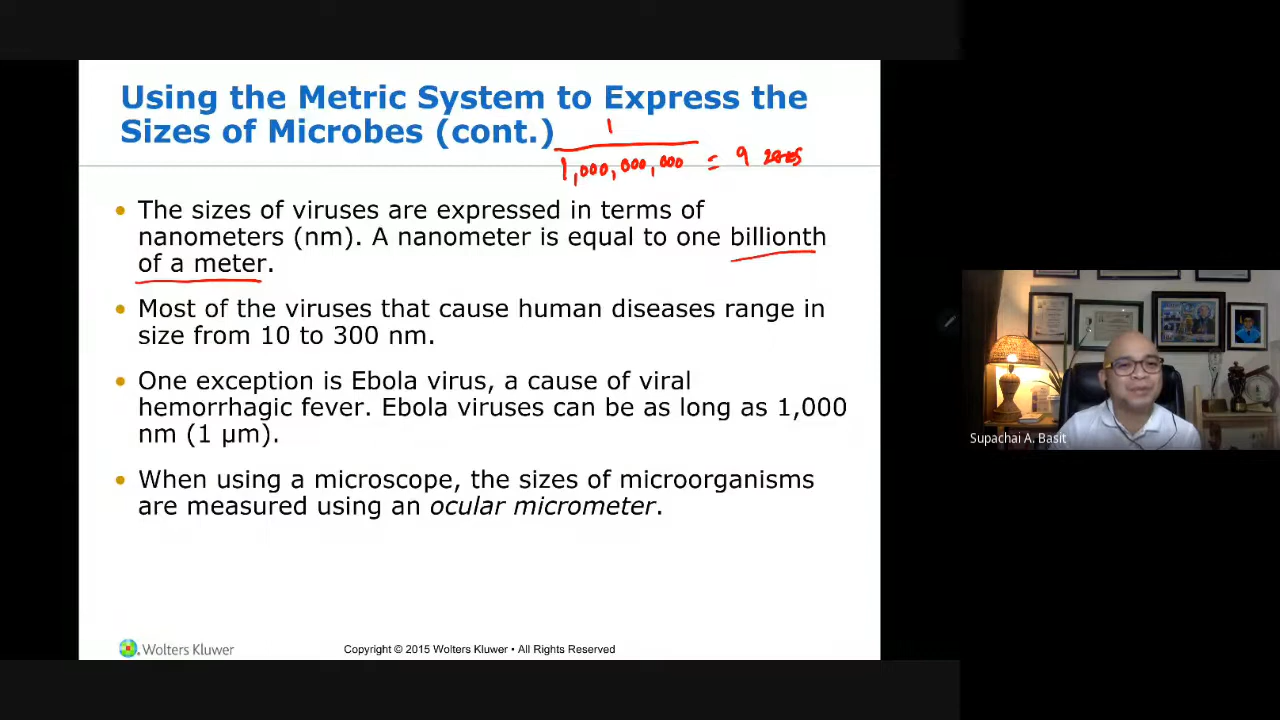 Using the Metric System to Express the
Sizes of Microbes (cont.)
1
1,000,000,000 = 9 zeroes
• The sizes of viruses are expressed in terms of
nanometers (nm). A nanometer is equal to one billionth
of a meter.
• Most of the viruses that cause human diseases range in
size from 10 to 300 nm.
• One exception is Ebola virus, a cause of viral
hemorrhagic fever. Ebola viruses can be as long as 1,000
nm (1 µm).
• When using a microscope, the sizes of microorganisms
are measured using an ocular micrometer.
Supachai A. Basit
Wolters Kluwer
Copyright © 2015 Wolters Kluwer • All Rights Reserved